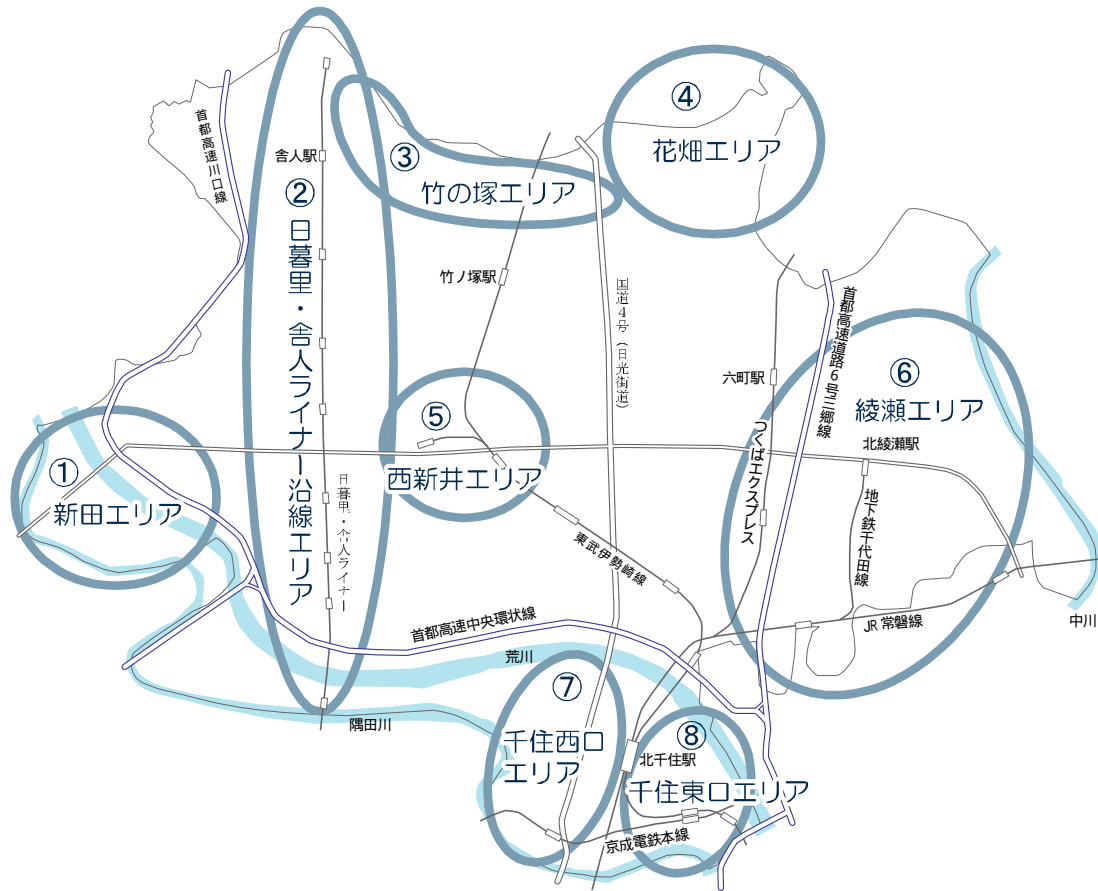 ④
花畑エリア
首都高速川口線
舎人駅
③
竹の塚エリア
②
日暮里・舎人ライナー沿線エリア
竹ノ塚駅
国道4号（日光街道）
首都高速道路6号三郷線
六町駅
⑥
綾瀬エリア
⑤
西新井エリア
つくばエクスプレス
北綾瀬駅
①
新田エリア
日暮里・舎人ライナー
地下鉄千代田線
東武伊勢崎線
首都高速中央環状線
JR 常磐線
中川
荒川
隅田川
⑦
千住西口
エリア
⑧
北千住駅
千住東口エリア
京成電鉄本線